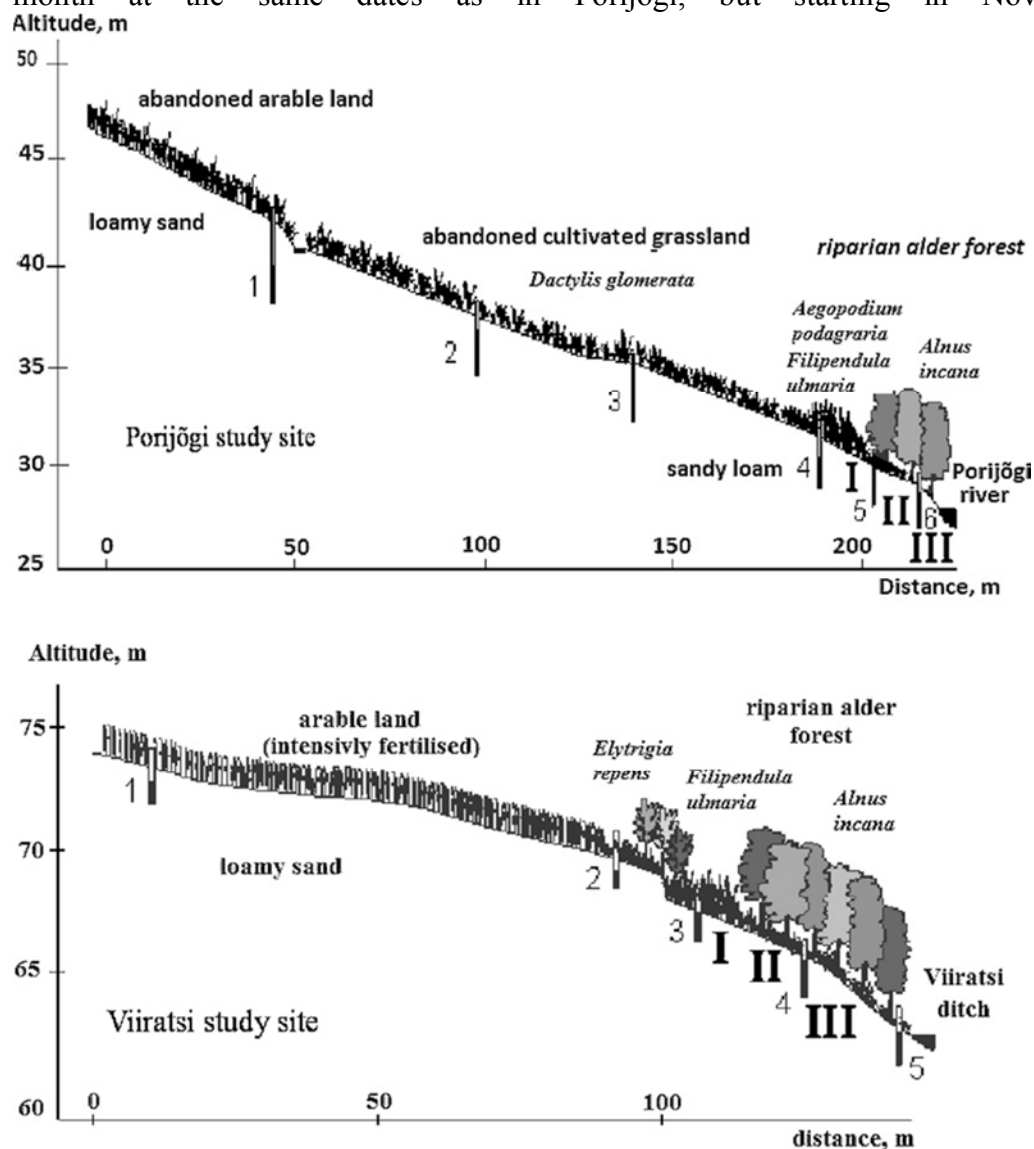 month at the same dates as in Porijõgi, but starting in Nov
Altitude, m
50
abandoned arable land
45
loamy sand
abandoned cultivated grassland
riparian alder forest
40
1
Dactylis glomerata
Aegopodium
podagraria
Alnus
incana
35
2
Filipendula
ulmaria
3
Porijõgi study site
30
sandy loam
4
I
5
II
6
III
Porijõgi
river
0
50
100
150
200
25
Distance, m
Altitude, m
75
arable land
(intensivly fertilised)
riparian alder
forest
Elytrigia
repens
Filipendula
ulmaria
Alnus
incana
1
70
loamy sand
2
3
I
II
4
III
65
Viiratsi
ditch
Viiratsi study site
5
0
50
100
60
distance, m